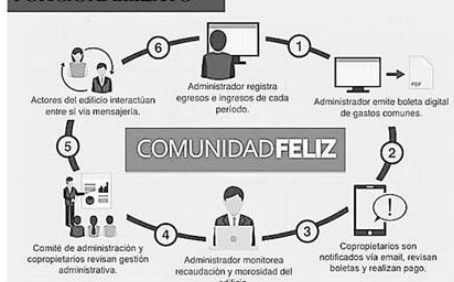 6
1
Administrador registra
egresos e ingresos de cada
periodo.
PDF
Administrador emite boleta digital
de gastos comunes.
Actores del edificio interactúan
entre sí vía mensajería.
COMUNIDADFELIZ
5
2
!
4
3
Comité de administración y
copropietarios revisan gestión
administrativa.
Administrador monitorea
recaudación y morosidad del
Copropietarios son
notificados vía email, revisan
boletas y realizan pago.